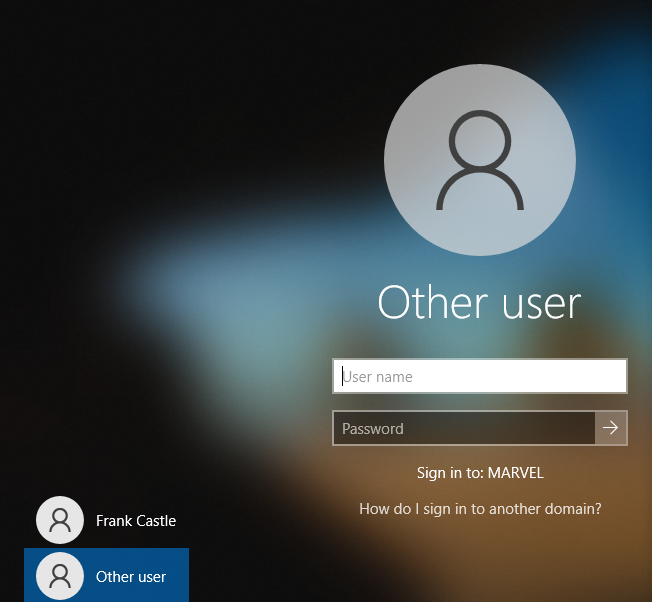 Other user
User name
Password
Sign in to: MARVEL
How do I sign in to another domain?
Frank Castle
Other user